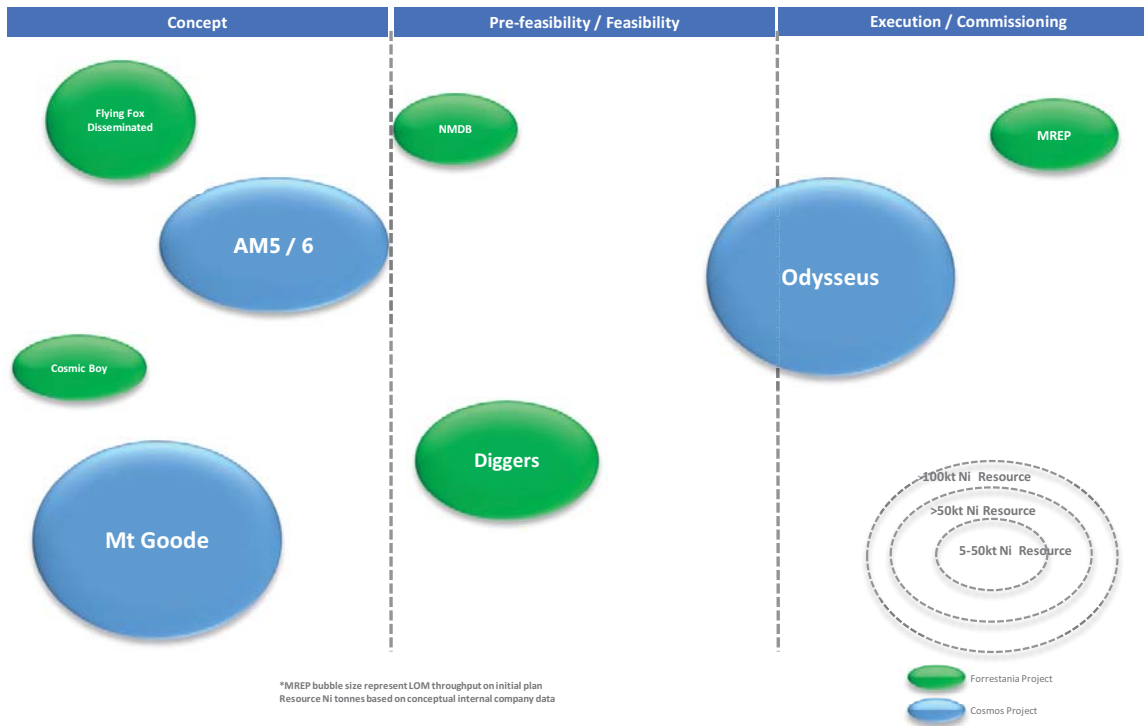 Concept
Pre-feasibility / Feasibility
Execution / Commissioning
Flying Fox
Disseminated
NMDB
MREP
AM5 / 6
Odysseus
Cosmic Boy
Diggers
Mt Goode
>100kt Ni Resource
>50kt Ni Resource
5-50kt Ni Resource
*MREP bubble size represent LOM throughput on initial plan
Resource Ni tonnes based on conceptual internal company data
Forrestania Project
Cosmos Project